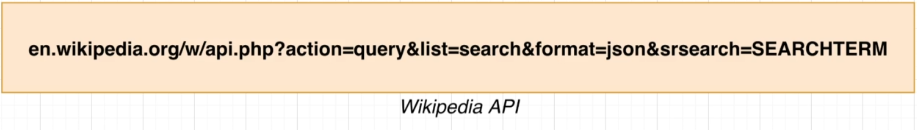 en.wikipedia.org/w/api.php?action=query&list=search&format=json&srsearch=SEARCHTERM
Wikipedia API